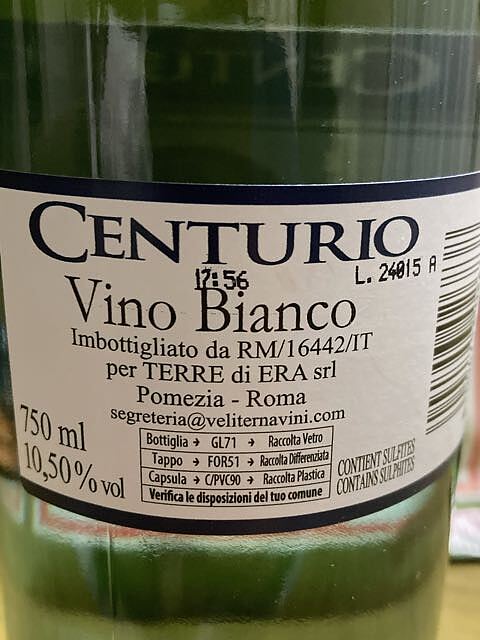 CENTURIO
17:56
L. 24015 A
Vino Bianco
Imbottigliato da RM/16442/IT
per TERRE di ERA srl
Pomezia - Roma
segreteria@veliternavini.com
750 ml
10,50% vol
Bottiglia → GL71 → Raccolta Vetro
Tappo → FOR51 → Raccolta Differenziata
Capsula → C/PVC90 → Raccolta Plastica
Verifica le disposizioni del tuo comune
CONTIENT SULFITES
CONTAINS SULPHITES